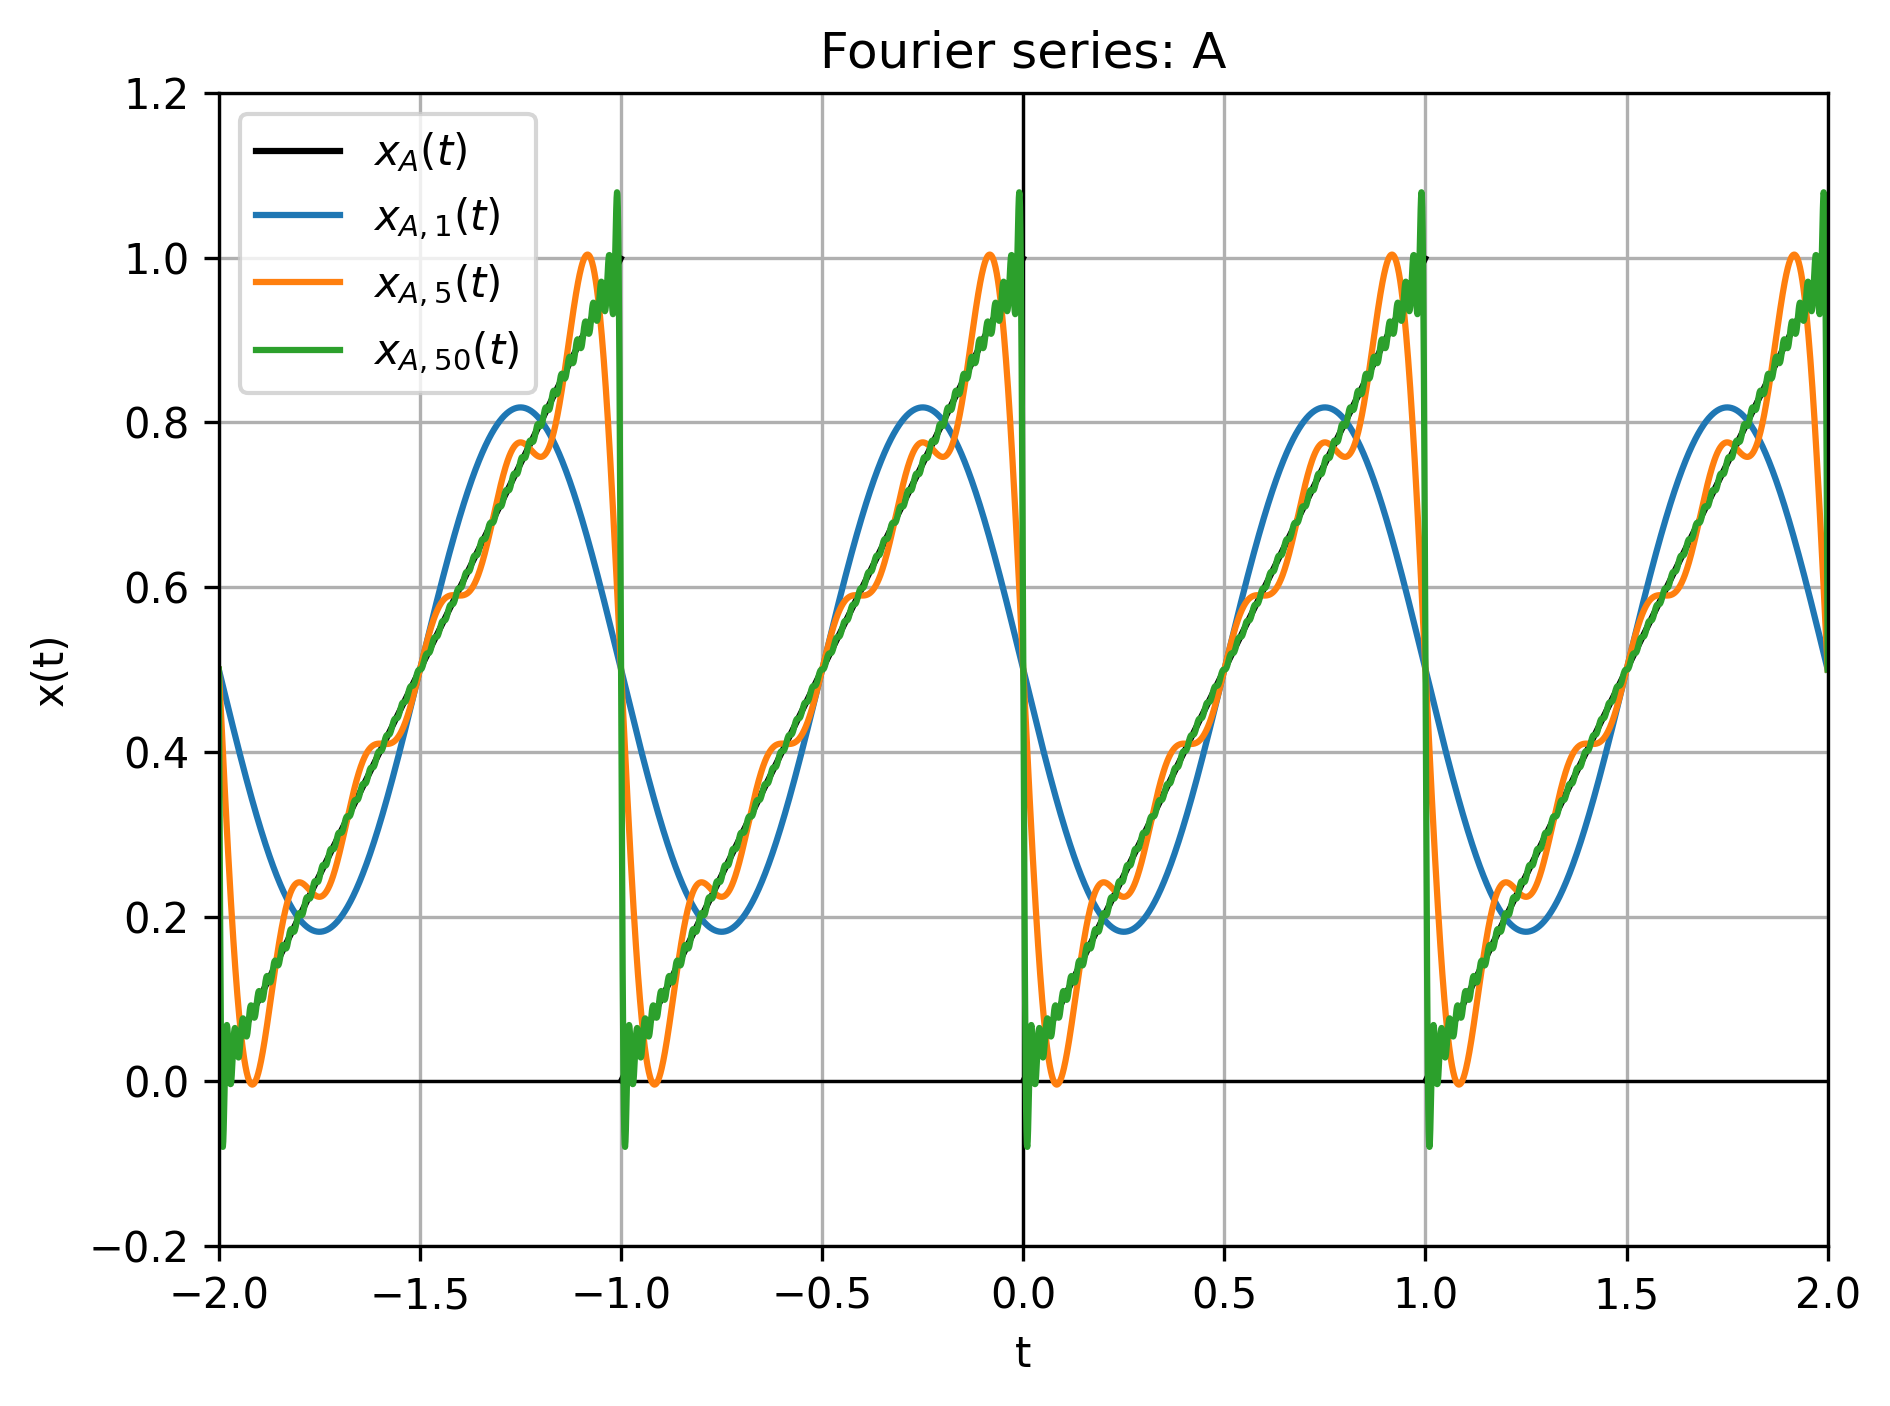 Fourier series: A
1.2
1.0
0.8
0.6
0.4
0.2
0.0
−0.2
x(t)
x_A(t)
x_{A,1}(t)
x_{A,5}(t)
x_{A,50}(t)
−2.0 −1.5 −1.0 −0.5 0.0 0.5 1.0 1.5 2.0
t